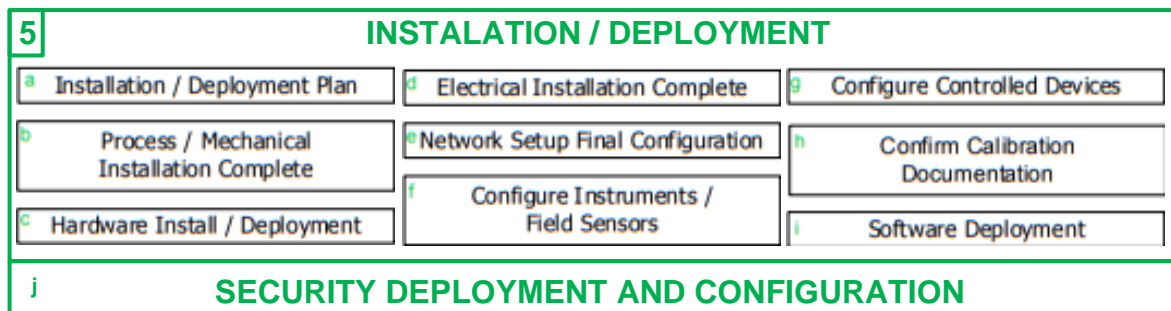 5 INSTALATION / DEPLOYMENT
a Installation / Deployment Plan
b Process / Mechanical
Installation Complete
c Hardware Install / Deployment
d Electrical Installation Complete
e Network Setup Final Configuration
f Configure Instruments /
Field Sensors
g Configure Controlled Devices
h Confirm Calibration
Documentation
i Software Deployment
j SECURITY DEPLOYMENT AND CONFIGURATION